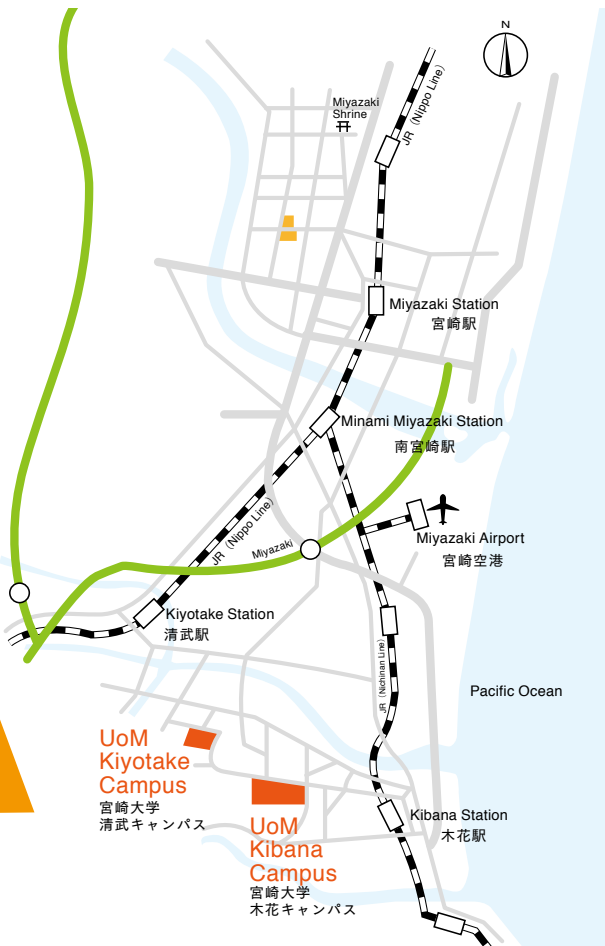 N
Miyazaki
Shrine
JR（Nippo Line）
Miyazaki Station
宮崎駅
Minami Miyazaki Station
南宮崎駅
JR（Nippo Line）
Miyazaki
Miyazaki Airport
宮崎空港
Kiyotake Station
清武駅
JR（Nichinan Line）
Pacific Ocean
UoM
Kiyotake
Campus
宮崎大学
清武キャンパス
UoM
Kibana
Campus
宮崎大学
木花キャンパス
Kibana Station
木花駅